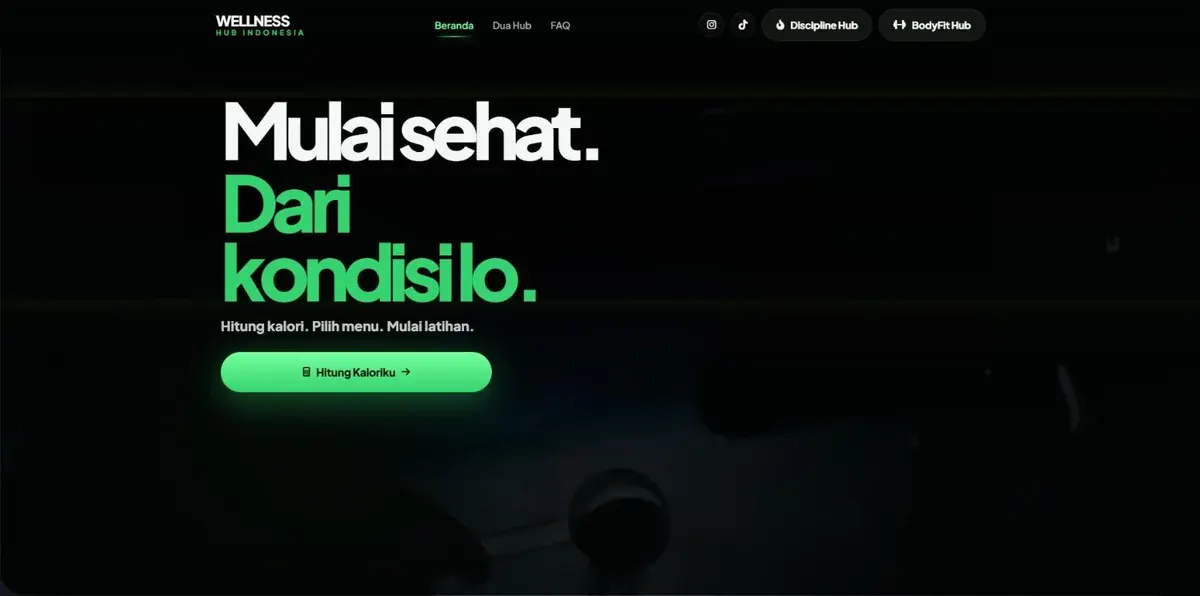 WELLNESS
HUB INDONESIA
Beranda
Dua Hub
FAQ
Discipline Hub
BodyFit Hub
Mulai sehat.
Dari
kondisi lo.
Hitung kalori. Pilih menu. Mulai latihan.
Hitung Kaloriku →